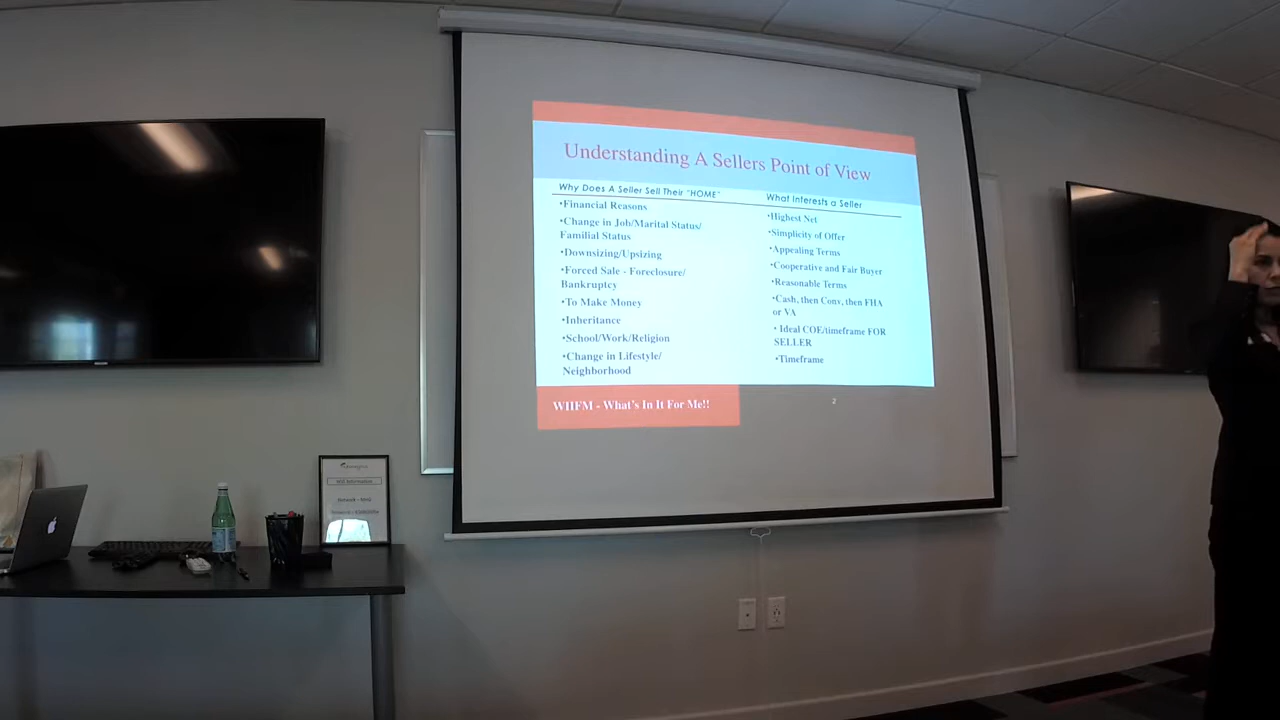 Understanding A Sellers Point of View
Why Does A Seller Sell Their "HOME"
•Financial Reasons
•Change in Job/Marital Status/
Familial Status
•Downsizing/Upsizing
•Forced Sale - Foreclosure/
Bankruptcy
•To Make Money
•Inheritance
•School/Work/Religion
•Change in Lifestyle/
Neighborhood
What Interests a Seller
•Highest Net
•Simplicity of Offer
•Appealing Terms
•Cooperative and Fair Buyer
•Reasonable Terms
•Cash, then Conv, then FHA
or VA
• Ideal COE/timeframe FOR
SELLER
•Timeframe
WIIFM - What's In It For Me!!
2
Wifi Information